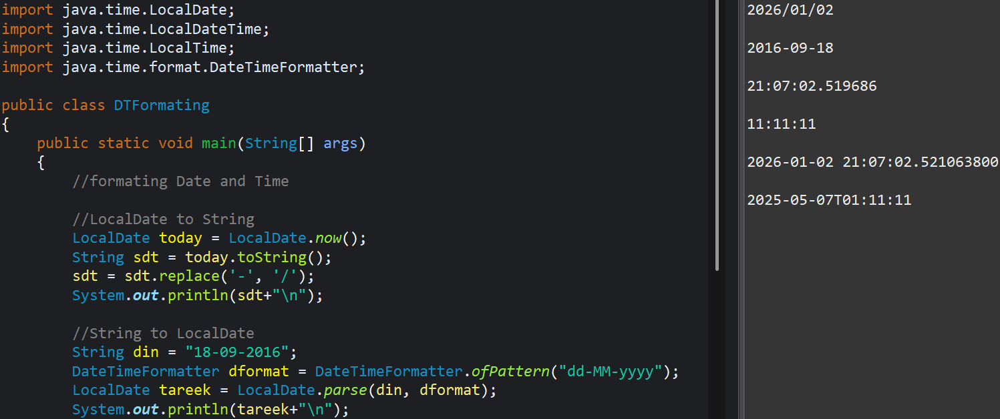 import java.time.LocalDate;
import java.time.LocalDateTime;
import java.time.LocalTime;
import java.time.format.DateTimeFormatter;
public class DTFormating
{
public static void main(String[] args)
{
//formating Date and Time
//LocalDate to String
LocalDate today = LocalDate.now();
String sdt = today.toString();
sdt = sdt.replace('-', '/');
System.out.println(sdt+"\n");
//String to LocalDate
String din = "18-09-2016";
DateTimeFormatter dformat = DateTimeFormatter.ofPattern("dd-MM-yyyy");
LocalDate tareek = LocalDate.parse(din, dformat);
System.out.println(tareek+"\n");
2026/01/02
2016-09-18
21:07:02.519686
11:11:11
2026-01-02 21:07:02.521063800
2025-05-07T01:11:11